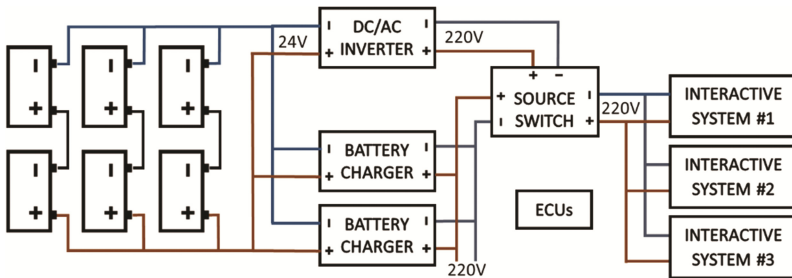 DC/AC
INVERTER
24V
220V
SOURCE
SWITCH
220V
INTERACTIVE
SYSTEM #1
BATTERY
CHARGER
INTERACTIVE
SYSTEM #2
ECUs
BATTERY
CHARGER
INTERACTIVE
SYSTEM #3
220V